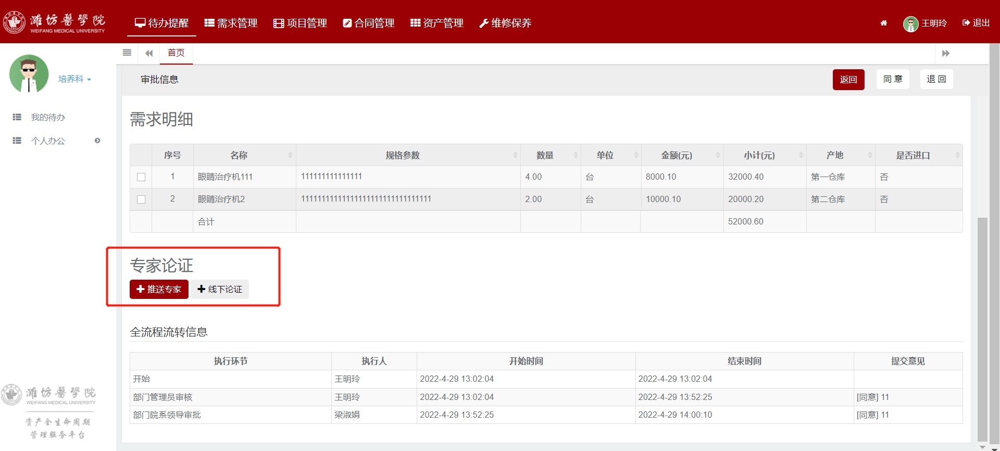 潍坊醫學院
WEIFANG MEDICAL UNIVERSITY
待办提醒 需求管理 项目管理 合同管理 资产管理 维修保养
王明玲 退出
首页
培养科
我的待办
个人办公
审批信息
返回 同 意 退 回
需求明细
序号 名称 规格参数 数量 单位 金额(元) 小计(元) 产地 是否进口
1 眼睛治疗机111 111111111111111 4.00 台 8000.10 32000.40 第一仓库 否
2 眼睛治疗机2 11111111111111111111111111111111 2.00 台 10000.10 20000.20 第二仓库 否
合计 52000.60
专家论证
推送专家 线下论证
全流程流转信息
执行环节 执行人 开始时间 结束时间 提交意见
开始 王明玲 2022-4-29 13:02:04 2022-4-29 13:02:04
部门管理员审核 王明玲 2022-4-29 13:02:04 2022-4-29 13:52:25 [同意] 11
部门院系领导审批 梁淑娟 2022-4-29 13:52:25 2022-4-29 14:00:10 [同意] 11
潍坊醫學院
WEIFANG MEDICAL UNIVERSITY
资产全生命周期
管理服务平台